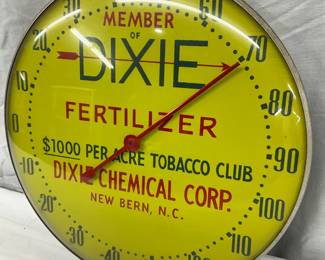 MEMBER
OF
DIXIE
FERTILIZER
$1000 PER ACRE TOBACCO CLUB
DIXIE CHEMICAL CORP.
NEW BERN, N.C.
-40
-30
-20
-10
0
10
20
30
60
70
80
90
100
110
120